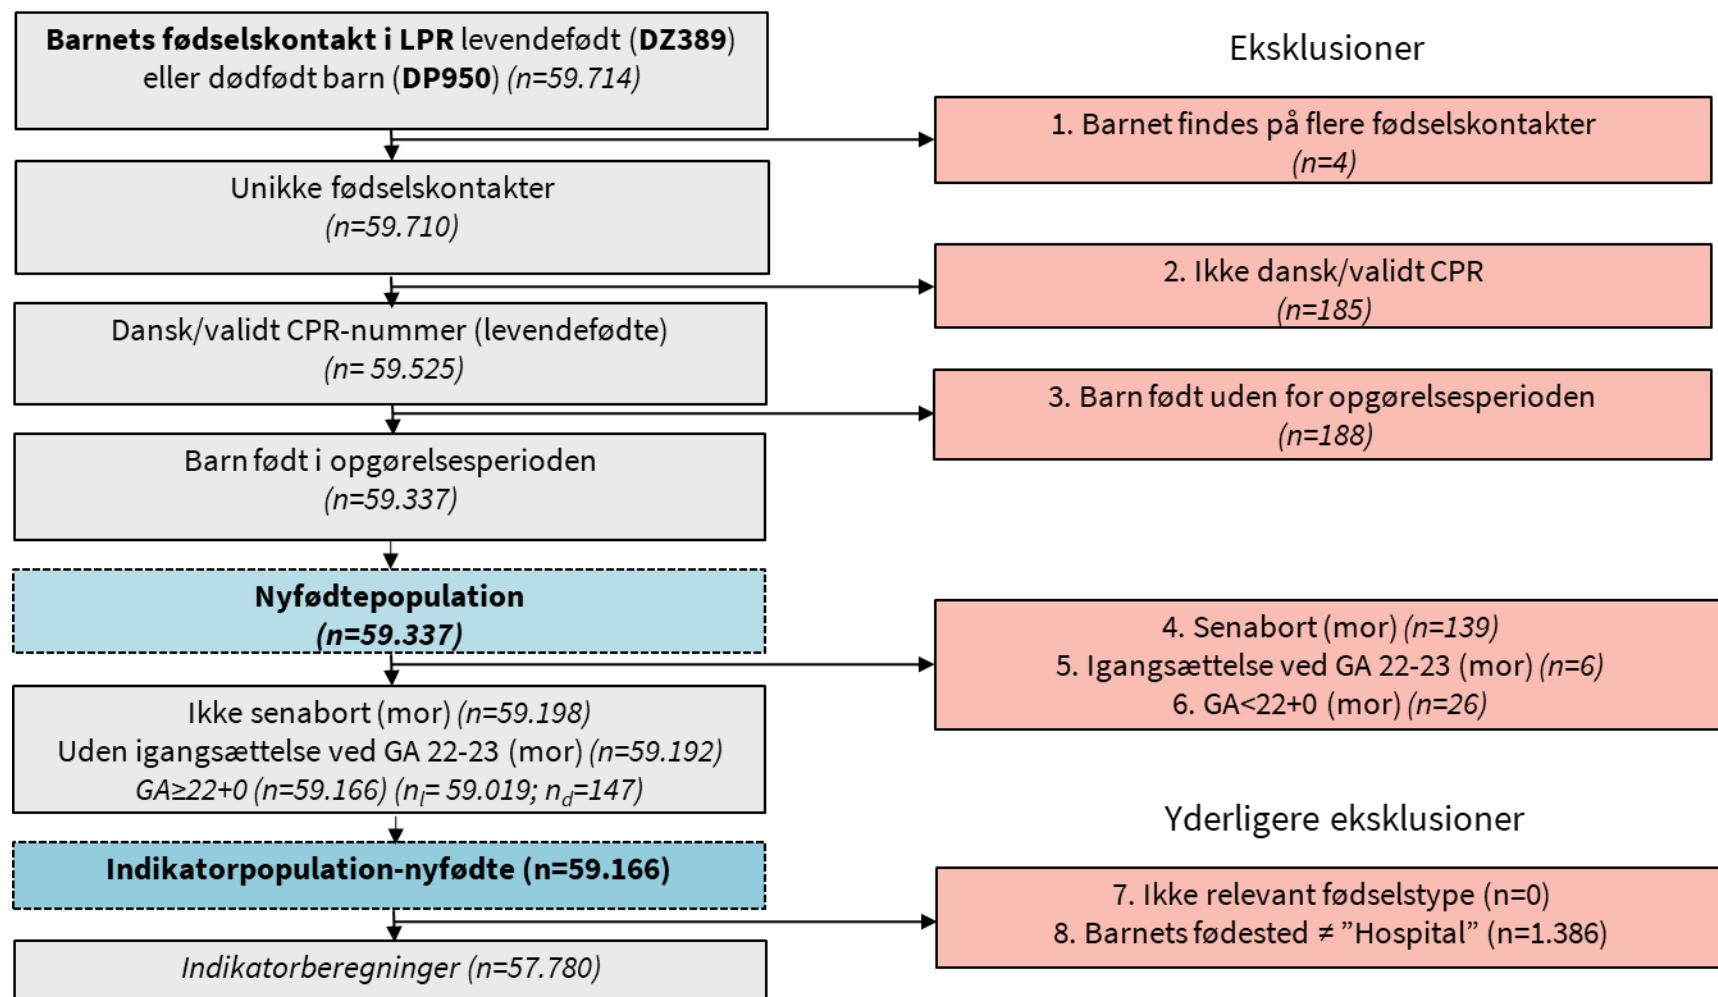 Barnets fødselskontakt i LPR levendefødt (DZ389)
eller dødfødt barn (DP950) (n=59.714)
Eksklusioner
1. Barnet findes på flere fødselskontakter
(n=4)
Unikke fødselskontakter
(n=59.710)
2. Ikke dansk/validt CPR
(n=185)
Dansk/validt CPR-nummer (levendefødte)
(n= 59.525)
3. Barn født uden for opgørelsesperioden
(n=188)
Barn født i opgørelsesperioden
(n=59.337)
Nyfødtepopulation
(n=59.337)
4. Senabort (mor) (n=139)
5. Igangsættelse ved GA 22-23 (mor) (n=6)
6. GA<22+0 (mor) (n=26)
Ikke senabort (mor) (n=59.198)
Uden igangsættelse ved GA 22-23 (mor) (n=59.192)
GA≥22+0 (n=59.166) (nl= 59.019; nd=147)
Yderligere eksklusioner
Indikatorpopulation-nyfødte (n=59.166)
7. Ikke relevant fødselstype (n=0)
8. Barnets fødested ≠ ”Hospital” (n=1.386)
Indikatorberegninger (n=57.780)